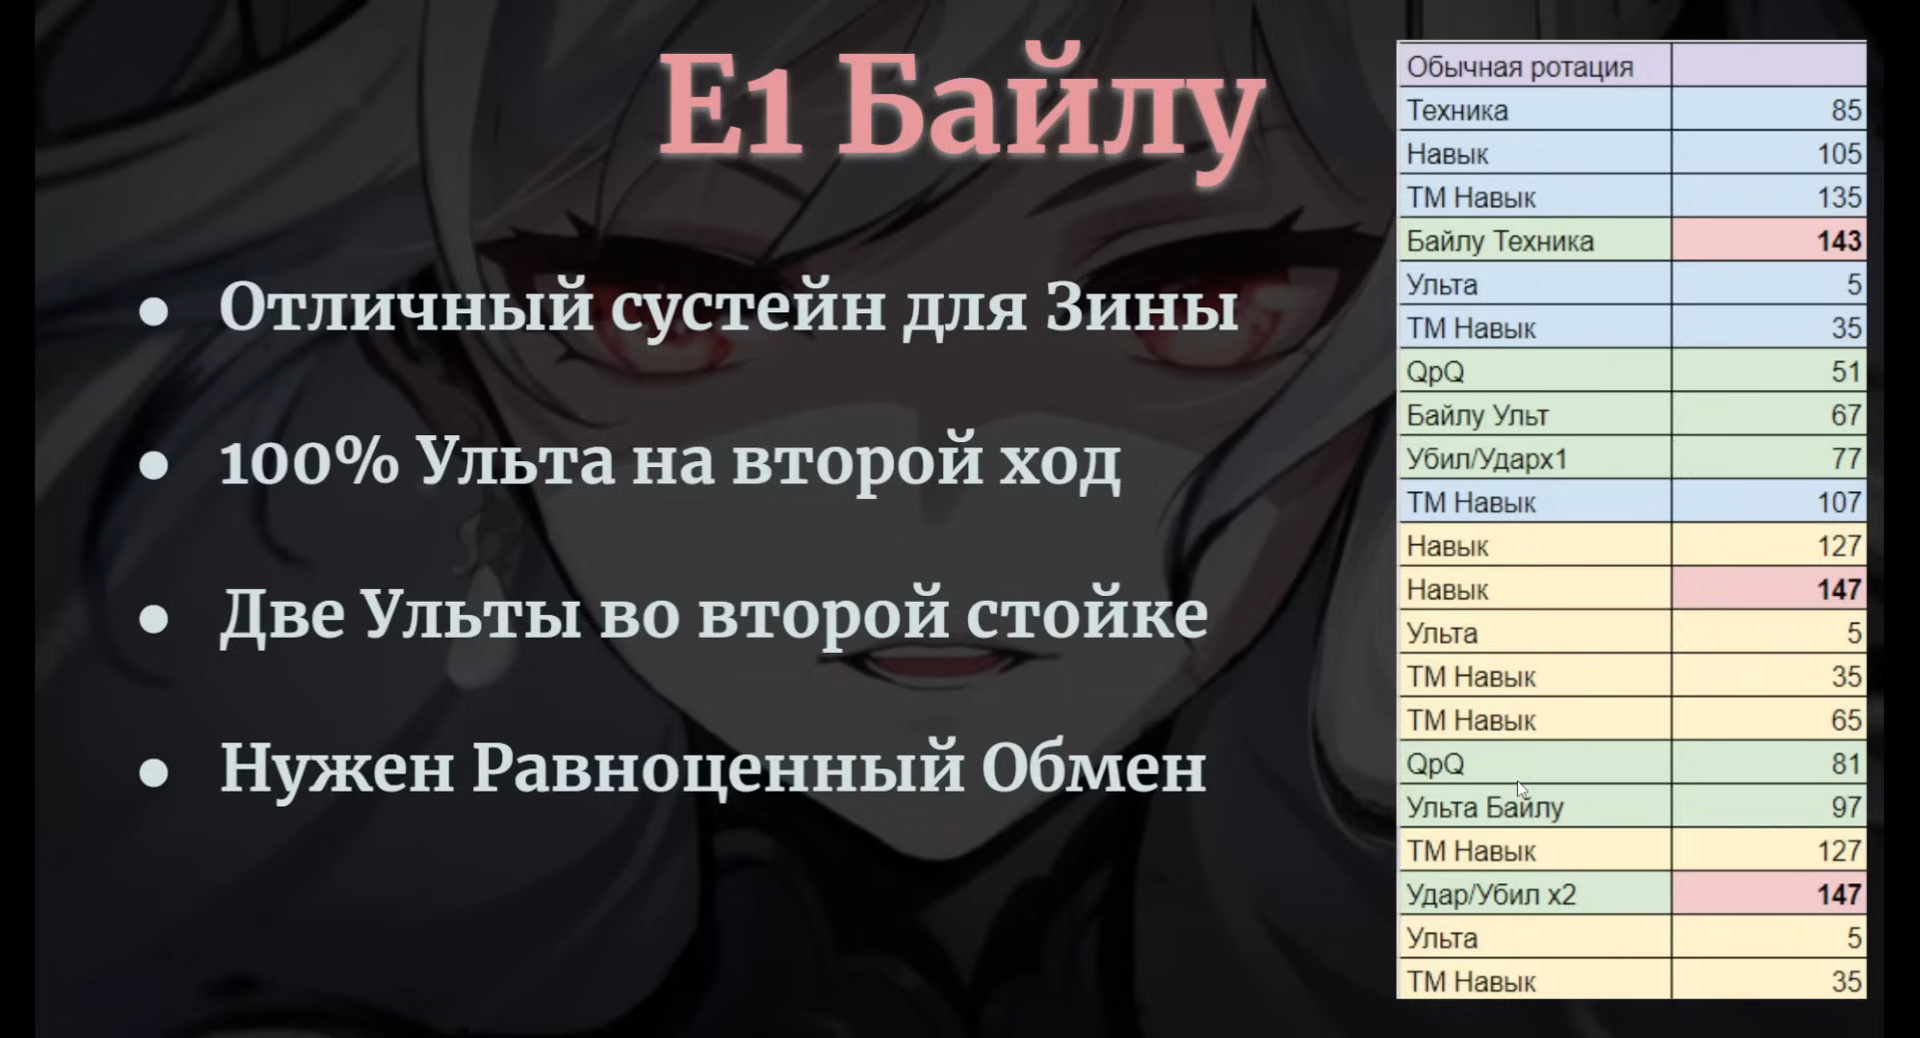 E1 Байлу
• Отличный сустейн для Зины
• 100% Ульта на второй ход
• Две Ульты во второй стойке
• Нужен Равноценный Обмен
Обычная ротация
Техника 85
Навык 105
ТМ Навык 135
Байлу Техника 143
Ульта 5
ТМ Навык 35
QpQ 51
Байлу Ульт 67
Убил/Ударx1 77
ТМ Навык 107
Навык 127
Навык 147
Ульта 5
ТМ Навык 35
ТМ Навык 65
QpQ 81
Ульта Байлу 97
ТМ Навык 127
Удар/Убил x2 147
Ульта 5
ТМ Навык 35